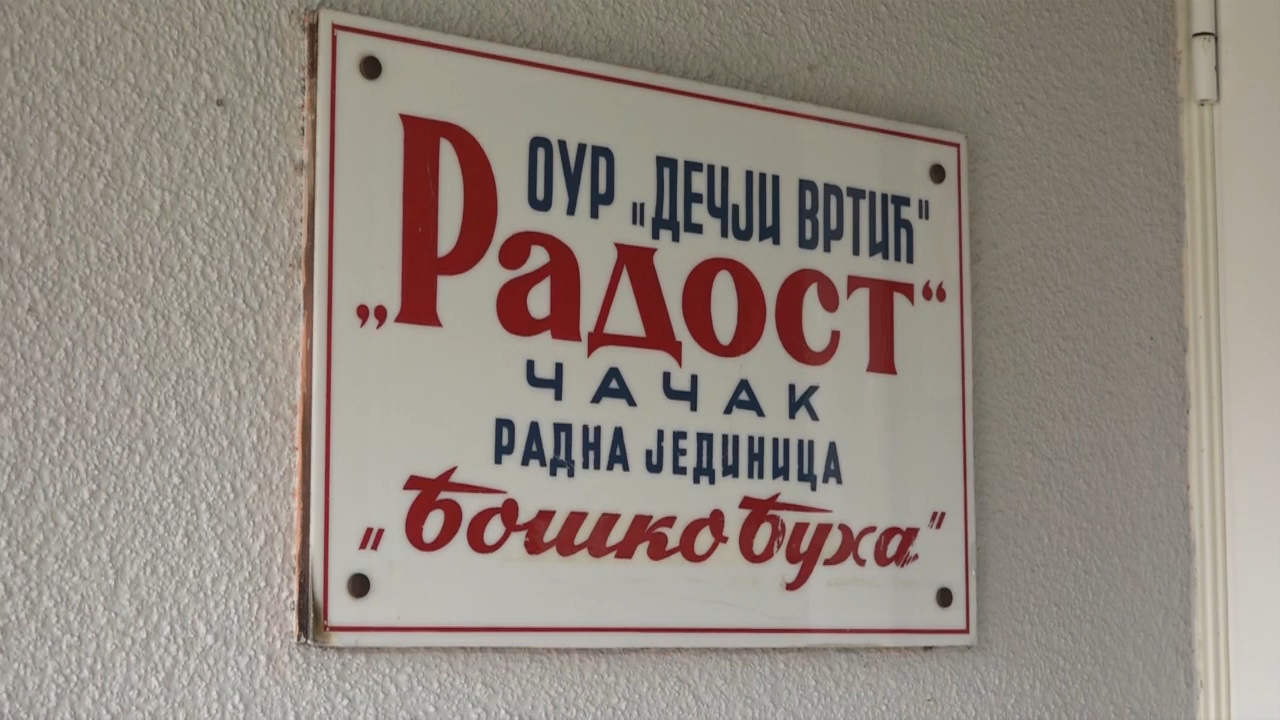 ОУР „ДЕЧЈИ ВРТИЋ"
„Радост“
ЧАЧАК
РАДНА ЈЕДИНИЦА
„Бошко Буха"